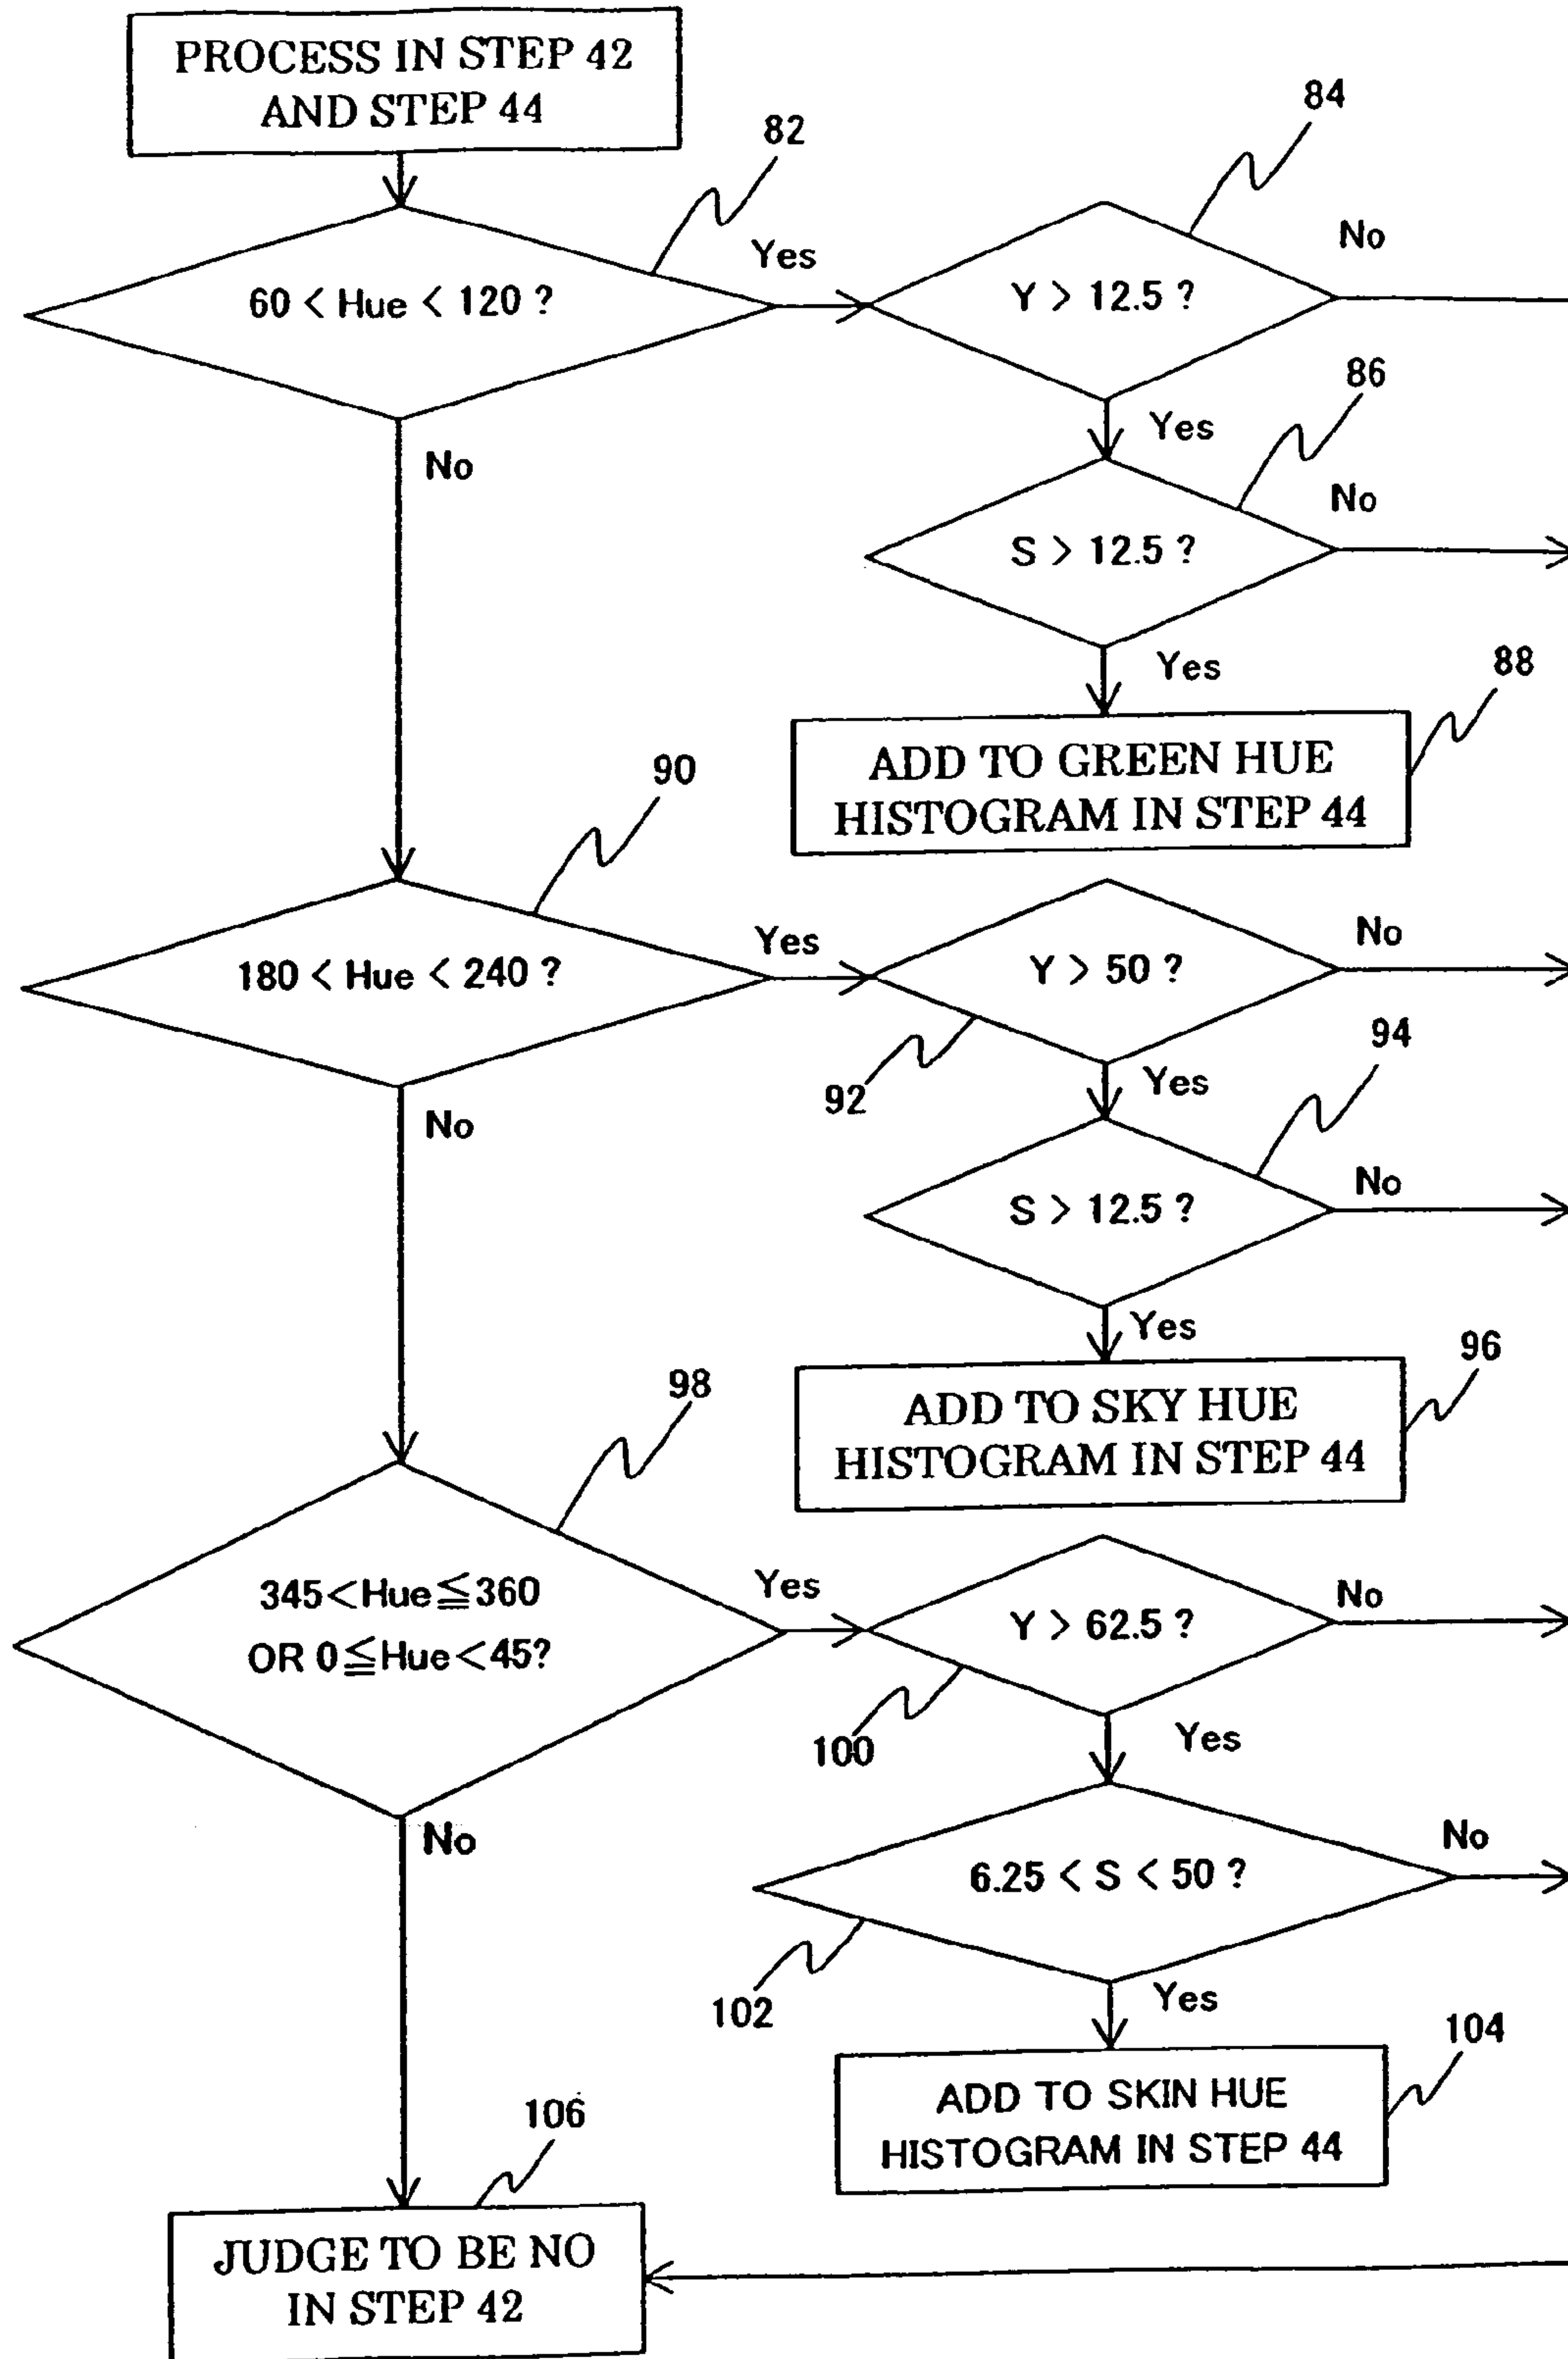 PROCESS IN STEP 42
AND STEP 44
82
84
60 < Hue < 120 ?
Yes
Y > 12.5 ?
No
No
Yes
86
S > 12.5 ?
No
Yes
88
ADD TO GREEN HUE
HISTOGRAM IN STEP 44
90
180 < Hue < 240 ?
Yes
Y > 50 ?
No
92
No
Yes
94
S > 12.5 ?
No
Yes
96
ADD TO SKY HUE
HISTOGRAM IN STEP 44
98
345<Hue≦360
OR 0≦Hue<45?
Yes
Y > 62.5 ?
No
100
Yes
No
6.25 < S < 50 ?
No
102
Yes
104
ADD TO SKIN HUE
HISTOGRAM IN STEP 44
106
JUDGE TO BE NO
IN STEP 42